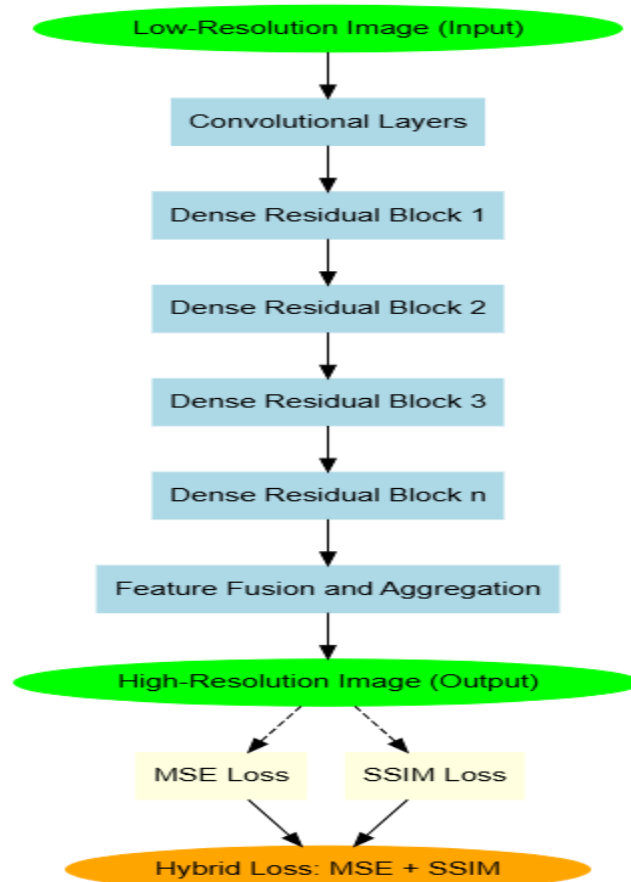 Low-Resolution Image (Input)
Convolutional Layers
Dense Residual Block 1
Dense Residual Block 2
Dense Residual Block 3
Dense Residual Block n
Feature Fusion and Aggregation
High-Resolution Image (Output)
MSE Loss
SSIM Loss
Hybrid Loss: MSE + SSIM